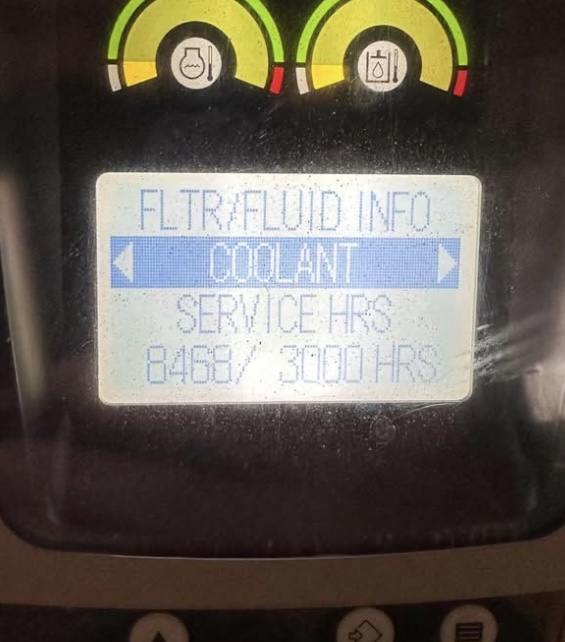 FLTR/FLUID INFO
COOLANT
SERVICE HRS
8468/ 3000 HRS